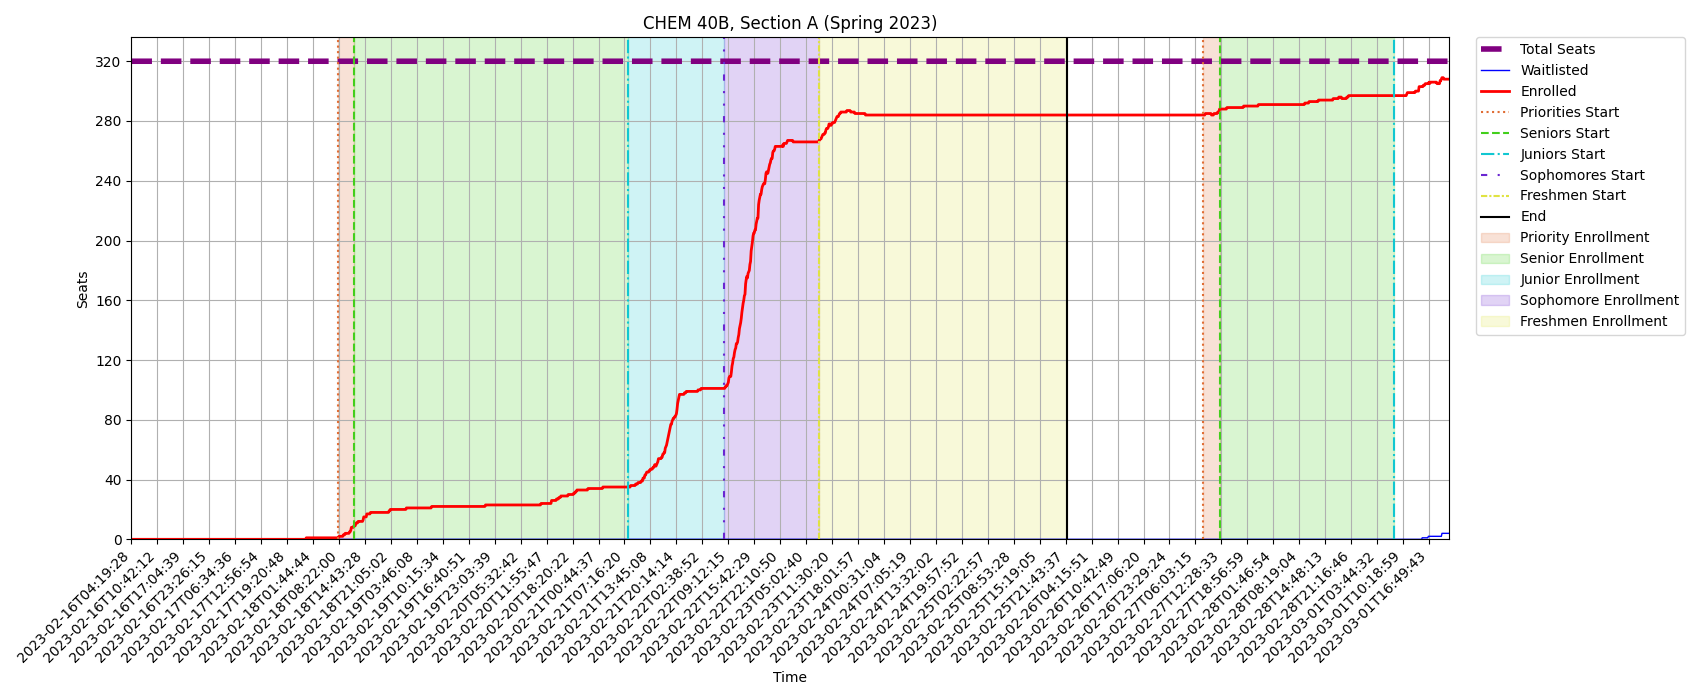 CHEM 40B, Section A (Spring 2023)
320
280
240
200
160
120
80
40
0
Seats
2023-02-16T04:19:28
2023-02-16T10:42:12
2023-02-16T17:04:39
2023-02-16T23:26:15
2023-02-17T06:34:36
2023-02-17T12:56:54
2023-02-17T19:20:48
2023-02-18T01:44:44
2023-02-18T08:22:00
2023-02-18T14:43:28
2023-02-18T21:05:02
2023-02-19T03:46:08
2023-02-19T10:15:34
2023-02-19T16:40:51
2023-02-19T23:03:39
2023-02-20T05:32:42
2023-02-20T11:55:47
2023-02-20T18:20:22
2023-02-21T00:44:37
2023-02-21T07:16:20
2023-02-21T13:45:08
2023-02-21T20:14:14
2023-02-22T02:38:52
2023-02-22T09:12:15
2023-02-22T15:42:29
2023-02-22T22:10:50
2023-02-23T05:02:40
2023-02-23T11:30:20
2023-02-23T18:01:57
2023-02-24T00:31:04
2023-02-24T07:05:19
2023-02-24T13:32:02
2023-02-24T19:57:52
2023-02-25T02:22:57
2023-02-25T08:53:28
2023-02-25T15:19:05
2023-02-25T21:43:37
2023-02-26T04:15:51
2023-02-26T10:42:49
2023-02-26T17:06:20
2023-02-26T23:29:24
2023-02-27T06:03:15
2023-02-27T12:28:33
2023-02-27T18:56:59
2023-02-28T01:46:54
2023-02-28T08:19:04
2023-02-28T14:48:13
2023-02-28T21:16:46
2023-03-01T03:44:32
2023-03-01T10:18:59
2023-03-01T16:49:43
Time
Total Seats
Waitlisted
Enrolled
Priorities Start
Seniors Start
Juniors Start
Sophomores Start
Freshmen Start
End
Priority Enrollment
Senior Enrollment
Junior Enrollment
Sophomore Enrollment
Freshmen Enrollment